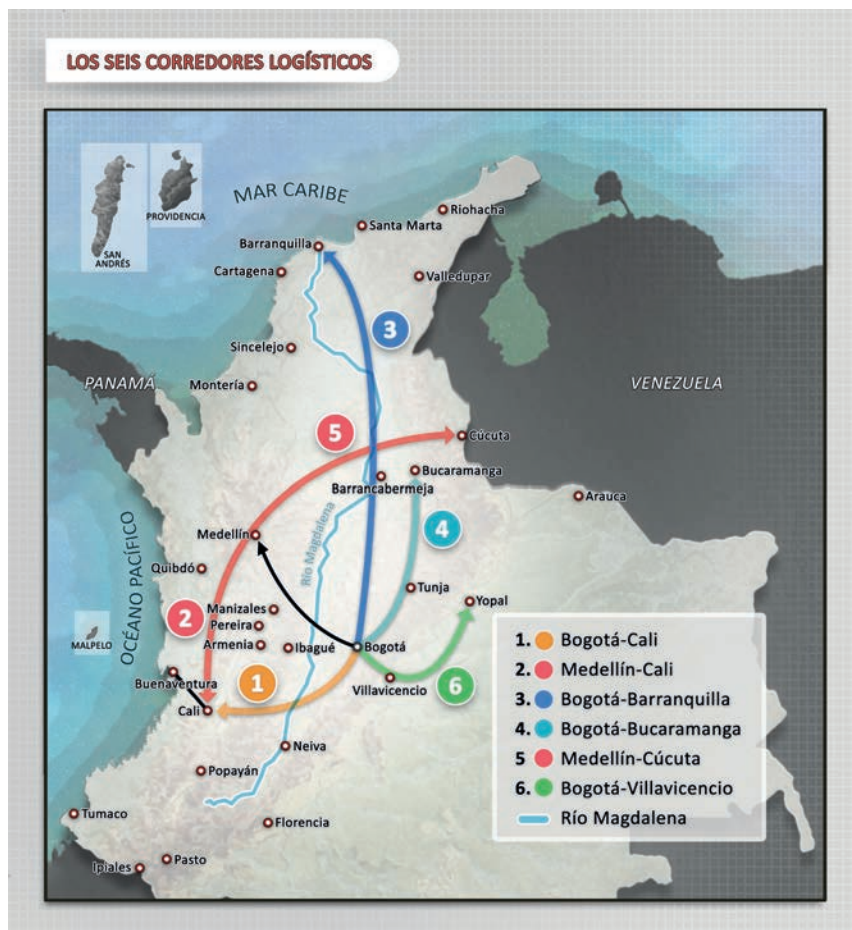 LOS SEIS CORREDORES LOGÍSTICOS
MAR CARIBE
PROVIDENCIA
SAN
ANDRÉS
Riohacha
Santa Marta
Barranquilla
Cartagena
Valledupar
3
Sincelejo
PANAMÁ
Montería
VENEZUELA
5
Cúcuta
Bucaramanga
Barrancabermeja
Arauca
4
Medellín
Río Magdalena
OCÉANO PACÍFICO
Quibdó
Tunja
Yopal
Manizales
2
Pereira
MALPELO
Armenia
Ibagué
Bogotá
Buenaventura
1
Villavicencio
6
Cali
Neiva
Popayán
Tumaco
Florencia
Pasto
Ipiales
1. Bogotá-Cali
2. Medellín-Cali
3. Bogotá-Barranquilla
4. Bogotá-Bucaramanga
5 Medellín-Cúcuta
6. Bogotá-Villavicencio
Río Magdalena